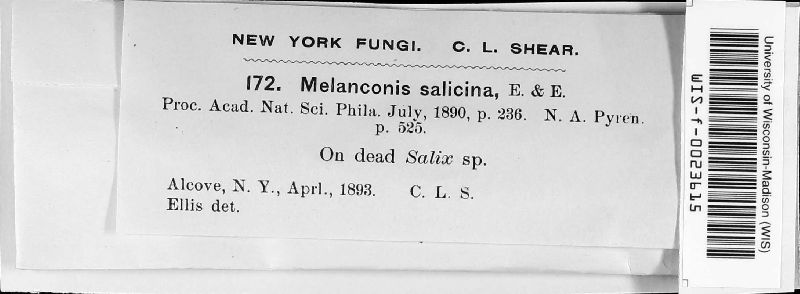 NEW YORK FUNGI. C. L. SHEAR.
172. Melanconis salicina, E. & E.
Proc. Acad. Nat. Sci. Phila. July, 1890, p. 236. N. A. Pyren.
p. 525.
On dead Salix sp.
Alcove, N. Y., Aprl., 1893. C. L. S.
Ellis det.
University of Wisconsin-Madison (WIS)
WIS-f-0023915